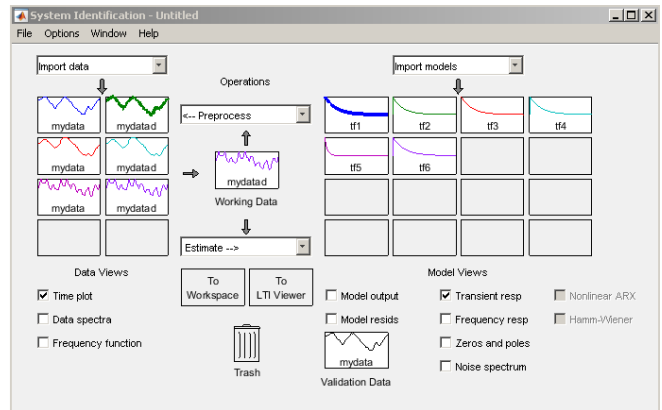 System Identification - Untitled
File Options Window Help
Import data
Import models
Operations
<-- Preprocess
mydata
mydatad
tf1
tf2
tf3
tf4
mydata
mydatad
mydatad
tf5
tf6
Working Data
mydata
mydatad
Estimate -->
Data Views
To Workspace
To LTI Viewer
Model Views
Time plot
Model output
Transient resp
Nonlinear ARX
Data spectra
Model resids
Frequency resp
Hamm-Wiener
Frequency function
Zeros and poles
Trash
mydata
Validation Data
Noise spectrum